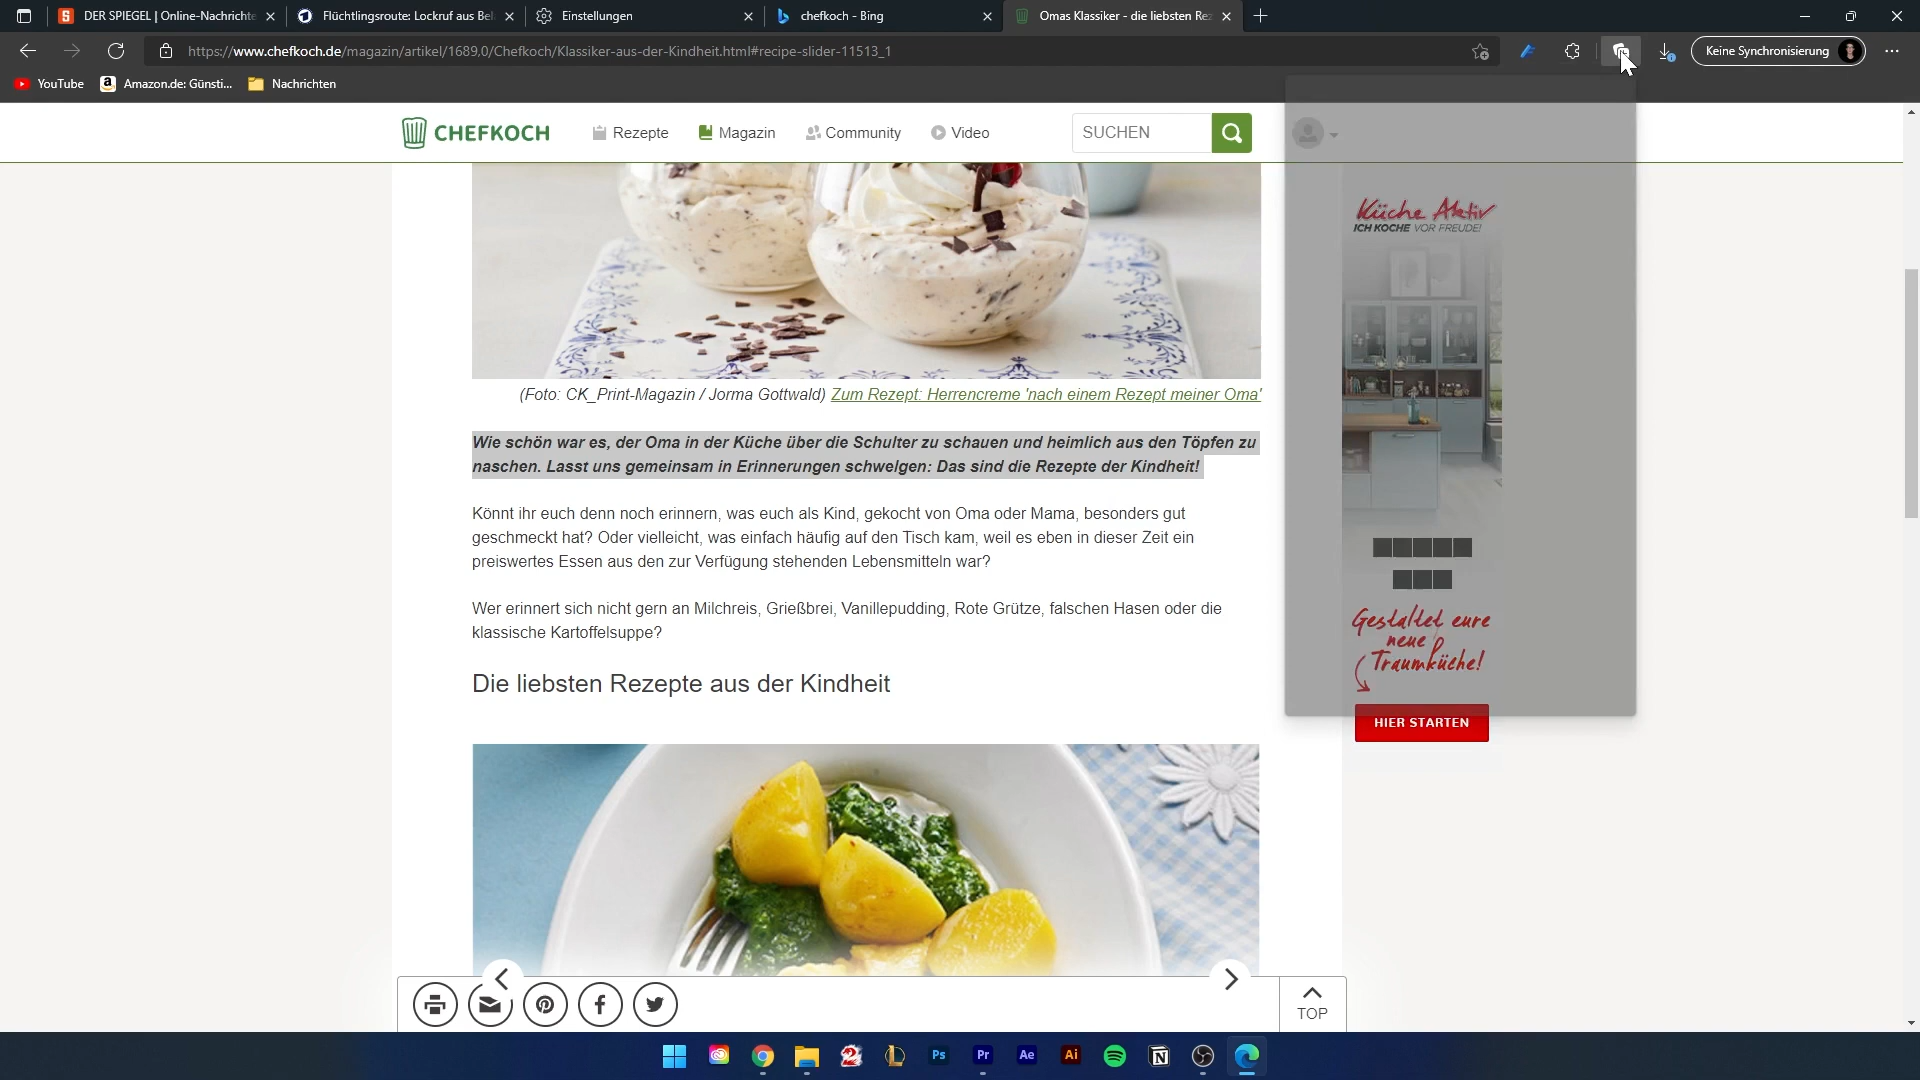 DER SPIEGEL | Online-Nachrichte
Flüchtlingsroute: Lockruf aus Bel
Einstellungen
chefkoch - Bing
Omas Klassiker - die liebsten Rez
https://www.chefkoch.de/magazin/artikel/1689,0/Chefkoch/Klassiker-aus-der-Kindheit.html#recipe-slider-11513_1
Keine Synchronisierung
YouTube
Amazon.de: Günsti...
Nachrichten
CHEFKOCH
Rezepte
Magazin
Community
Video
SUCHEN
Küche Aktiv
ICH KOCHE VOR FREUDE!
(Foto: CK_Print-Magazin / Jorma Gottwald) Zum Rezept: Herrencreme 'nach einem Rezept meiner Oma'
Wie schön war es, der Oma in der Küche über die Schulter zu schauen und heimlich aus den Töpfen zu
naschen. Lasst uns gemeinsam in Erinnerungen schwelgen: Das sind die Rezepte der Kindheit!
Könnt ihr euch denn noch erinnern, was euch als Kind, gekocht von Oma oder Mama, besonders gut
geschmeckt hat? Oder vielleicht, was einfach häufig auf den Tisch kam, weil es eben in dieser Zeit ein
preiswertes Essen aus den zur Verfügung stehenden Lebensmitteln war?
Wer erinnert sich nicht gern an Milchreis, Grießbrei, Vanillepudding, Rote Grütze, falschen Hasen oder die
klassische Kartoffelsuppe?
Gestaltet eure
neue
Traumküche!
HIER STARTEN
Die liebsten Rezepte aus der Kindheit
TOP
Ps
Pr
Ae
Ai